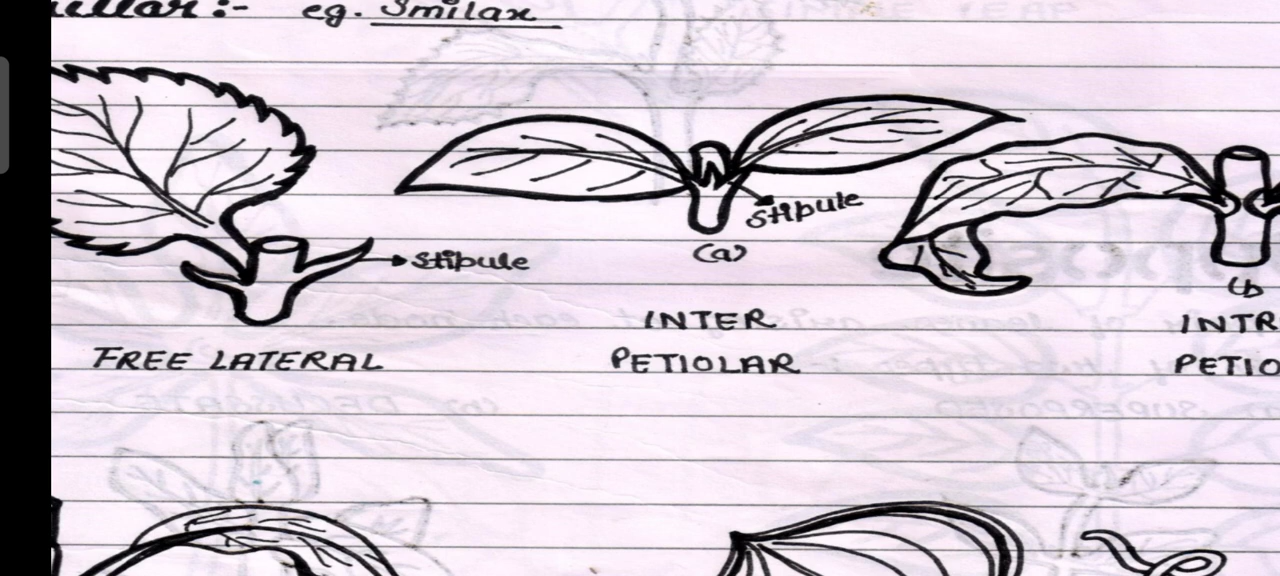 eg. Smilax
Stipule
Stipule
(a)
(b
INTER
INTR
FREE LATERAL
PETIOLAR
PETIO